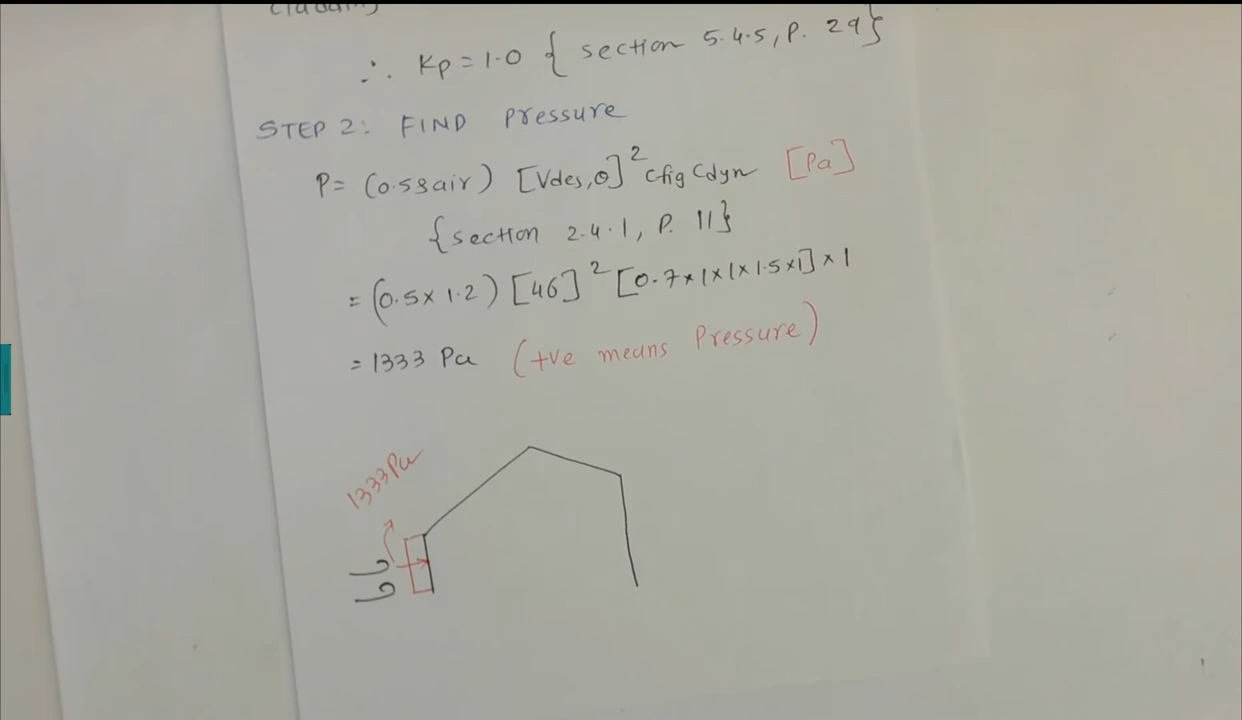 ∴ Kp = 1.0 { section 5.4.5, P. 29}
STEP 2: FIND Pressure
P= (0.5 ρair) [Vdes,θ]² Cfig Cdyn [Pa]
{section 2.4.1, P. 11}
= (0.5 x 1.2) [46]² [0.7 x 1 x 1 x 1.5 x 1] x 1
= 1333 Pa (+ve means Pressure)
1333 Pa